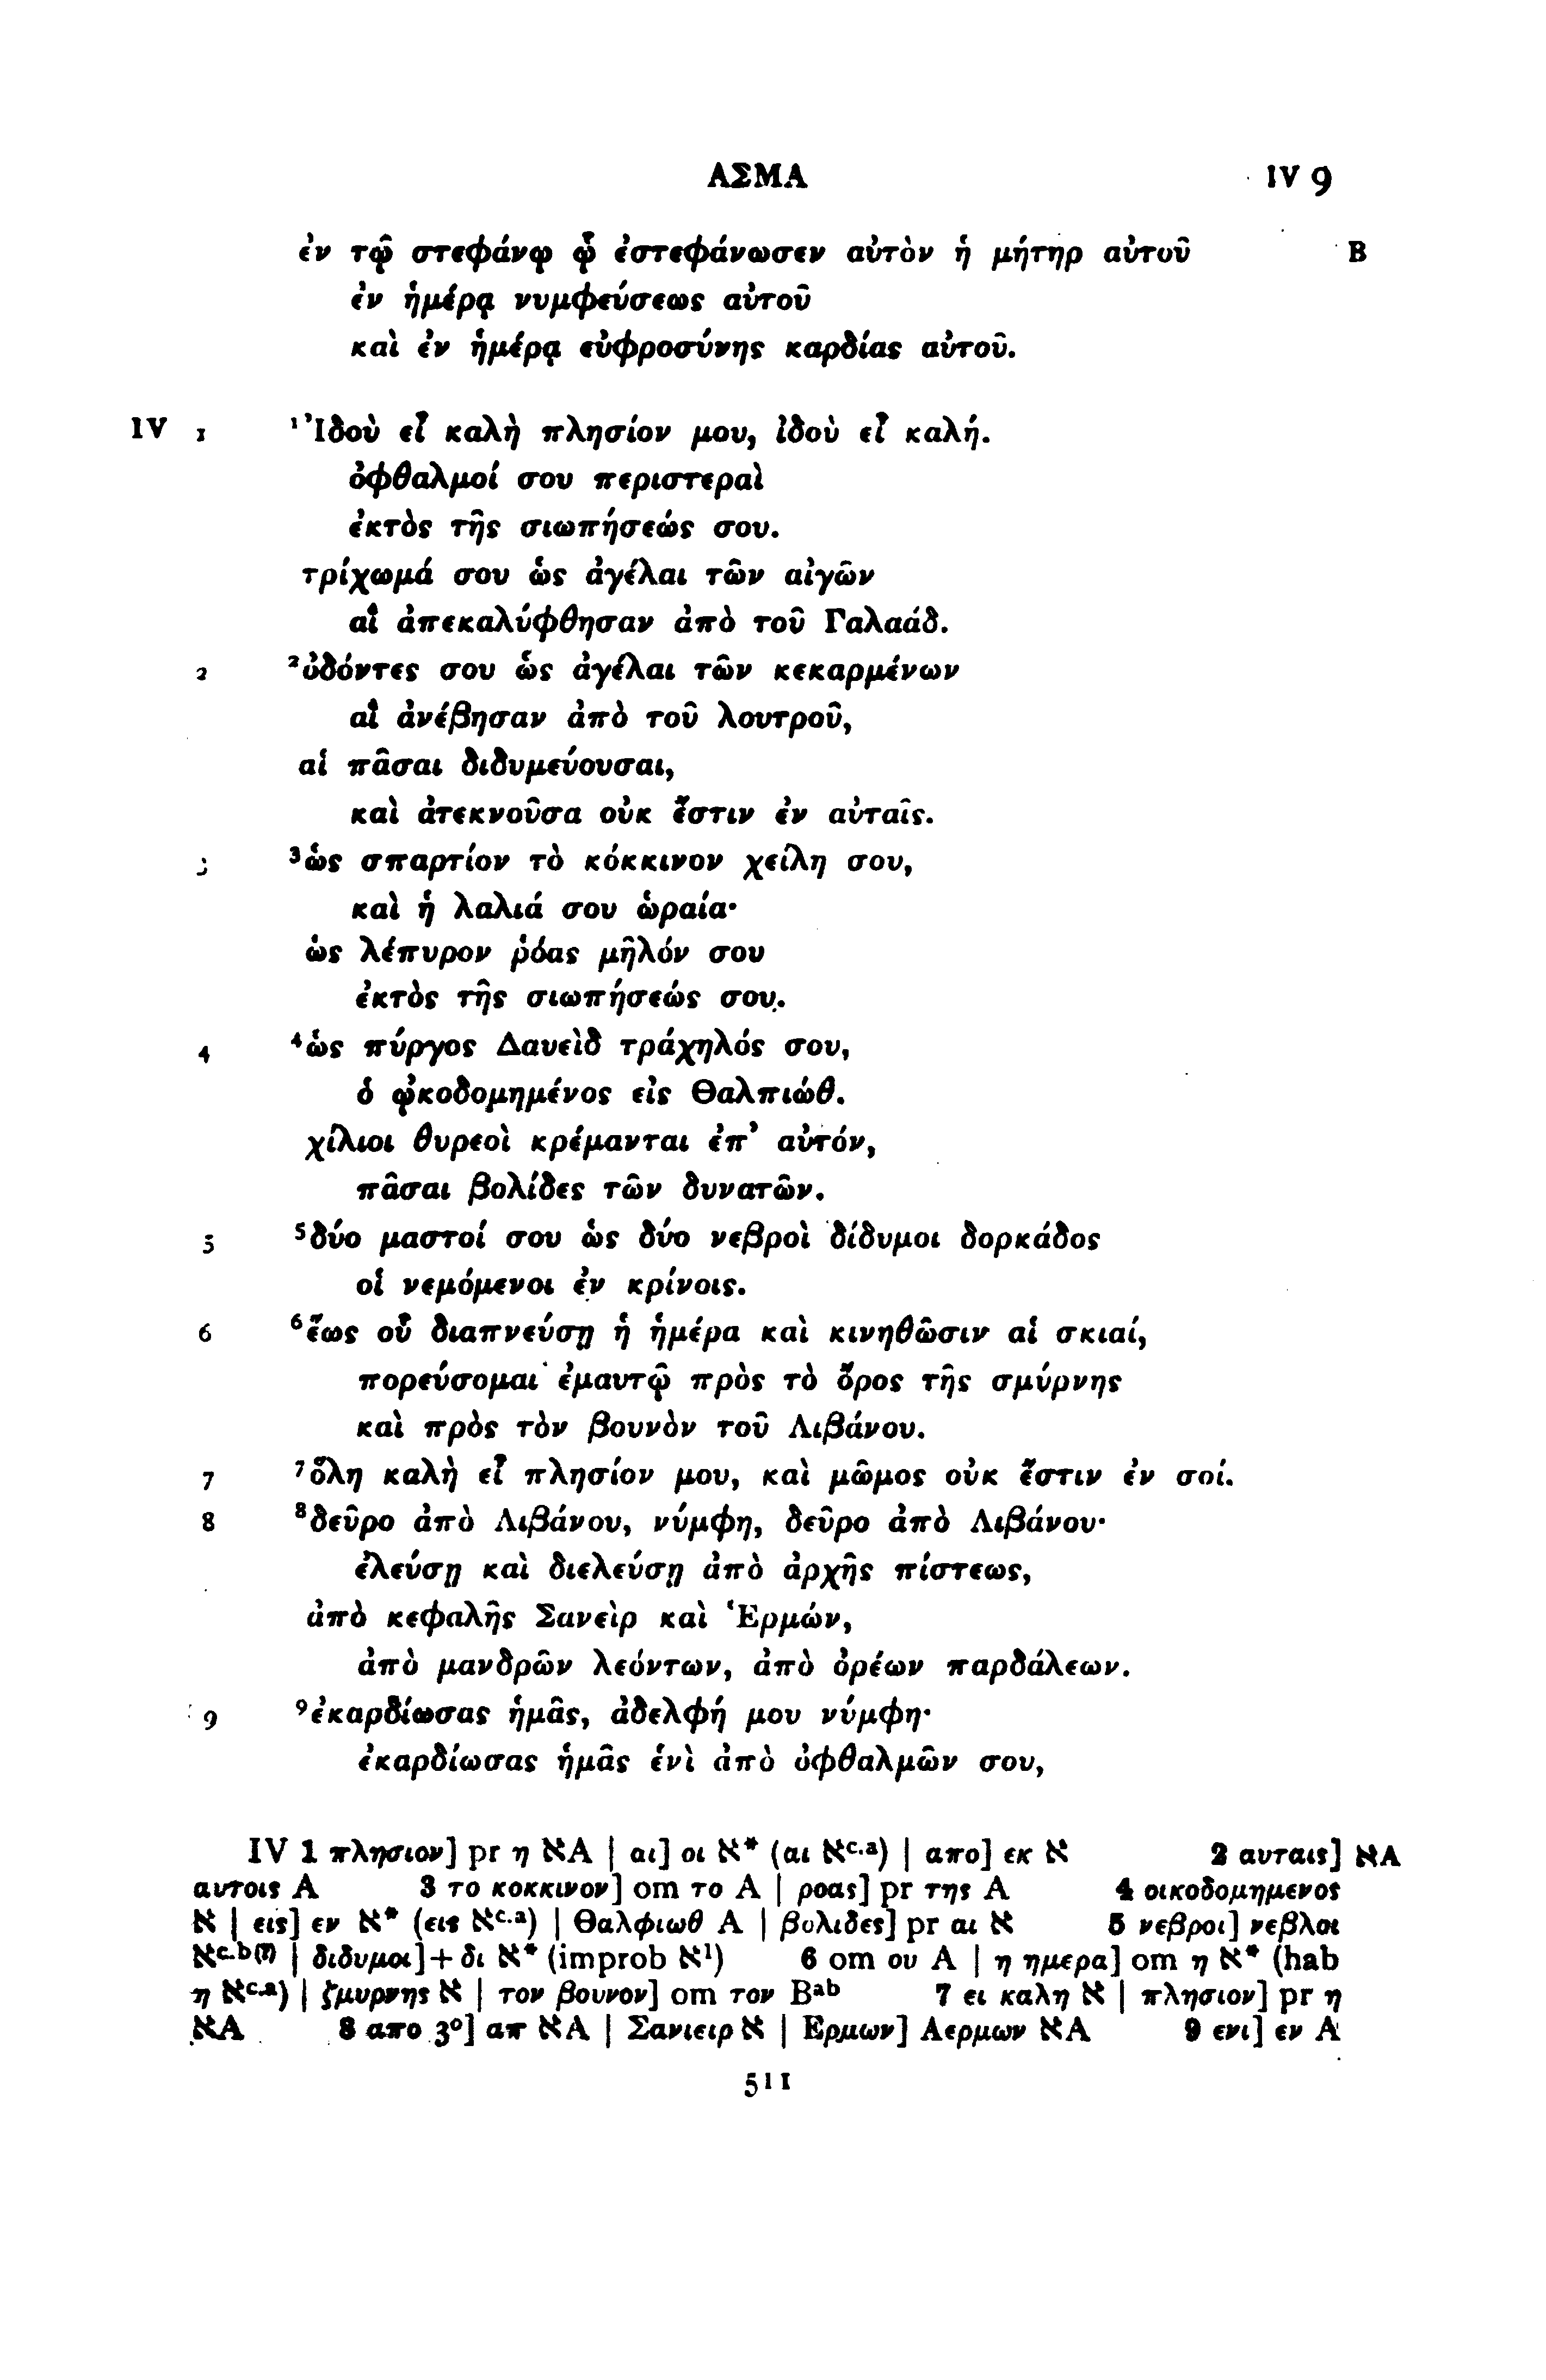 ΑΣΜΑ IV 9
ἐν τῷ στεφάνῳ ᾧ ἐστεφάνωσεν αὐτὸν ἡ μήτηρ αὐτοῦ B
ἐν ἡμέρᾳ νυμφεύσεως αὐτοῦ
καὶ ἐν ἡμέρᾳ εὐφροσύνης καρδίας αὐτοῦ.
IV 1 ¹Ἰδοὺ εἶ καλὴ πλησίον μου, ἰδοὺ εἶ καλή.
ὀφθαλμοί σου περιστεραὶ
ἐκτὸς τῆς σιωπήσεώς σου.
τρίχωμά σου ὡς ἀγέλαι τῶν αἰγῶν
αἳ ἀπεκαλύφθησαν ἀπὸ τοῦ Γαλαάδ.
2 ²ὀδόντες σου ὡς ἀγέλαι τῶν κεκαρμένων
αἳ ἀνέβησαν ἀπὸ τοῦ λουτροῦ,
αἱ πᾶσαι διδυμεύουσαι,
καὶ ἀτεκνοῦσα οὐκ ἔστιν ἐν αὐταῖς.
3 ³ὡς σπαρτίον τὸ κόκκινον χείλη σου,
καὶ ἡ λαλιά σου ὡραία·
ὡς λέπυρον ῥόας μῆλόν σου
ἐκτὸς τῆς σιωπήσεώς σου.
4 ⁴ὡς πύργος Δαυεὶδ τράχηλός σου,
ὁ ᾠκοδομημένος εἰς Θαλπιώθ.
χίλιοι θυρεοὶ κρέμανται ἐπ’ αὐτόν,
πᾶσαι βολίδες τῶν δυνατῶν.
5 ⁵δύο μαστοί σου ὡς δύο νεβροὶ δίδυμοι δορκάδος
οἱ νεμόμενοι ἐν κρίνοις.
6 ⁶ἕως οὗ διαπνεύσῃ ἡ ἡμέρα καὶ κινηθῶσιν αἱ σκιαί,
πορεύσομαι ἐμαυτῷ πρὸς τὸ ὄρος τῆς σμύρνης
καὶ πρὸς τὸν βουνὸν τοῦ Λιβάνου.
7 ⁷ὅλη καλὴ εἶ πλησίον μου, καὶ μῶμος οὐκ ἔστιν ἐν σοί.
8 ⁸δεῦρο ἀπὸ Λιβάνου, νύμφη, δεῦρο ἀπὸ Λιβάνου·
ἐλεύσῃ καὶ διελεύσῃ ἀπὸ ἀρχῆς πίστεως,
ἀπὸ κεφαλῆς Σανεὶρ καὶ Ἑρμών,
ἀπὸ μανδρῶν λεόντων, ἀπὸ ὀρέων παρδάλεων.
9 ⁹ἐκαρδίωσας ἡμᾶς, ἀδελφή μου νύμφη·
ἐκαρδίωσας ἡμᾶς ἑνὶ ἀπὸ ὀφθαλμῶν σου,
IV 1 πλησιον] pr η אA | αι] οι א* (αι אc.a) | απο] εκ א 2 αυταις] אA
αυτοις A 3 το κοκκινον] om το A | ροας] pr της A 4 οικοδομημενος
א | εις] εν א* (εις אc.a) | Θαλφιωθ A | βολιδες] pr αι א 5 νεβροι] νεβλοι
אc.b(?) | διδυμοι]+δι א* (improb א1) 6 om ου A | η ημερα] om η א* (hab
η אc.a) | ζμυρνης א | τον βουνον] om τον Bab 7 ει καλη א | πλησιον] pr η
אA 8 απο 3º] απ אA | Σανιειρ א | Ερμων] Αερμων אA 9 ενι] εν A
511